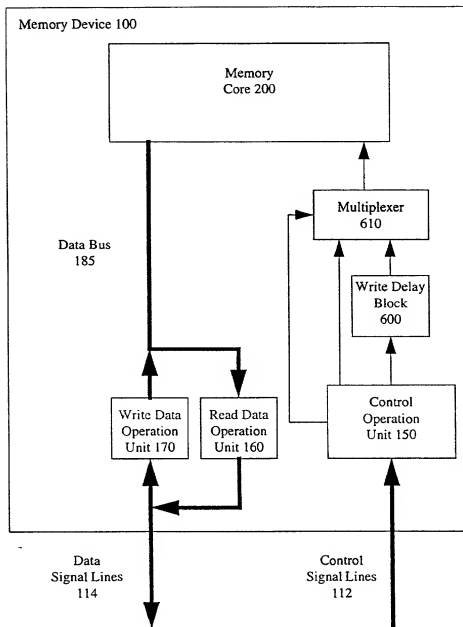 Memory Device 100
Memory
Core 200
Multiplexer
610
Data Bus
185
Write Delay
Block
600
Write Data
Operation
Unit 170
Read Data
Operation
Unit 160
Control
Operation
Unit 150
Data
Signal Lines
114
Control
Signal Lines
112